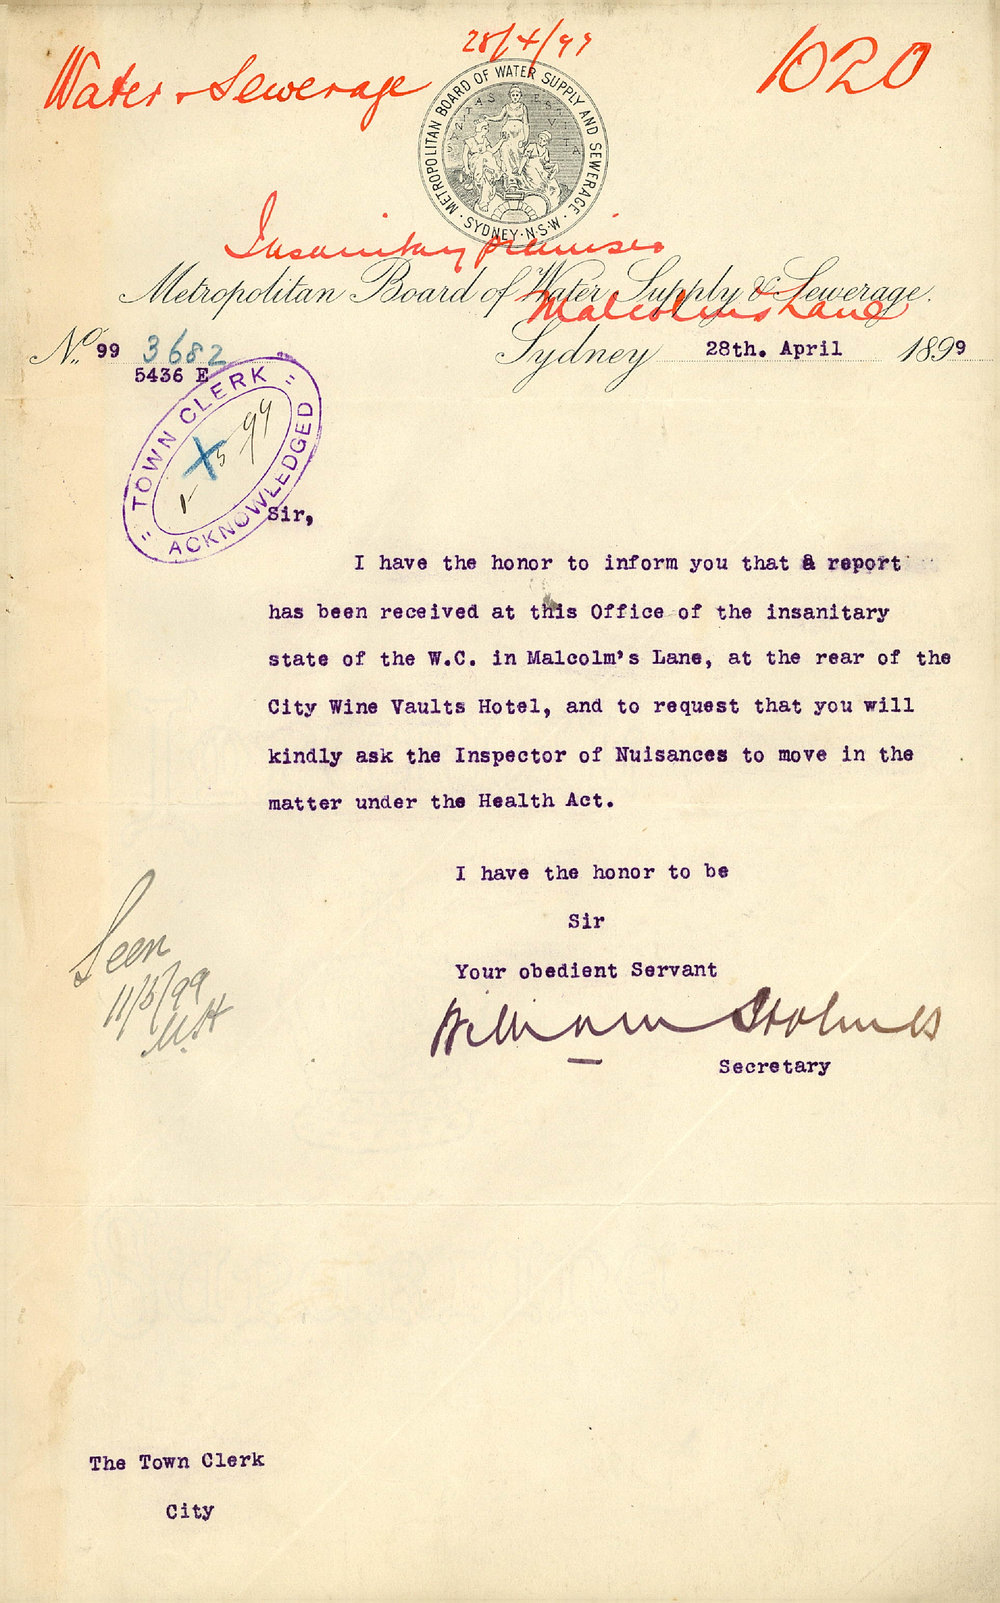 28/4/99
Water & Sewerage
1020
METROPOLITAN BOARD OF WATER SUPPLY AND SEWERAGE.
SANITAS EST VITA
· SYDNEY · N·S·W ·
Insanitary premises
Metropolitan Board of Water Supply & Sewerage.
Malcolms Lane
No. 99 3682
Sydney 28th. April 1899
5436 E
" TOWN CLERK "
1-5-99
ACKNOWLEDGED
Sir,
I have the honor to inform you that a report
has been received at this Office of the insanitary
state of the W.C. in Malcolm's Lane, at the rear of the
City Wine Vaults Hotel, and to request that you will
kindly ask the Inspector of Nuisances to move in the
matter under the Health Act.
I have the honor to be
Sir
Your obedient Servant
William Holmes
Secretary
Seen
11/5/99
The Town Clerk
City